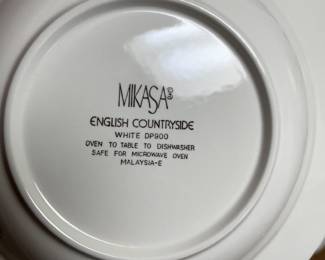 MIKASA
ENGLISH COUNTRYSIDE
WHITE DP900
OVEN TO TABLE TO DISHWASHER
SAFE FOR MICROWAVE OVEN
MALAYSIA-E